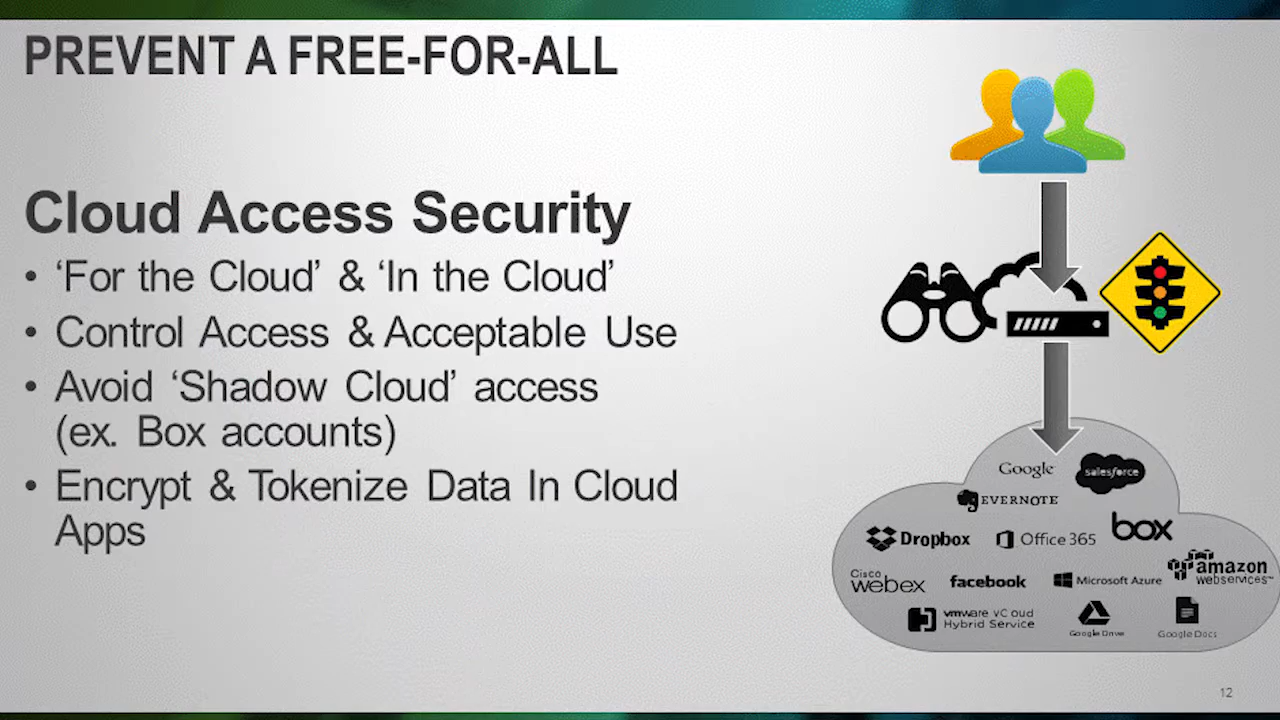 PREVENT A FREE-FOR-ALL
Cloud Access Security
• ‘For the Cloud’ & ‘In the Cloud’
• Control Access & Acceptable Use
• Avoid ‘Shadow Cloud’ access
(ex. Box accounts)
• Encrypt & Tokenize Data In Cloud
Apps
Google
salesforce
EVERNOTE
Dropbox
Office 365
box
Cisco
webex
facebook
Microsoft Azure
amazon
webservices™
vmware vCloud
Hybrid Service
Google Drive
Google Docs
12